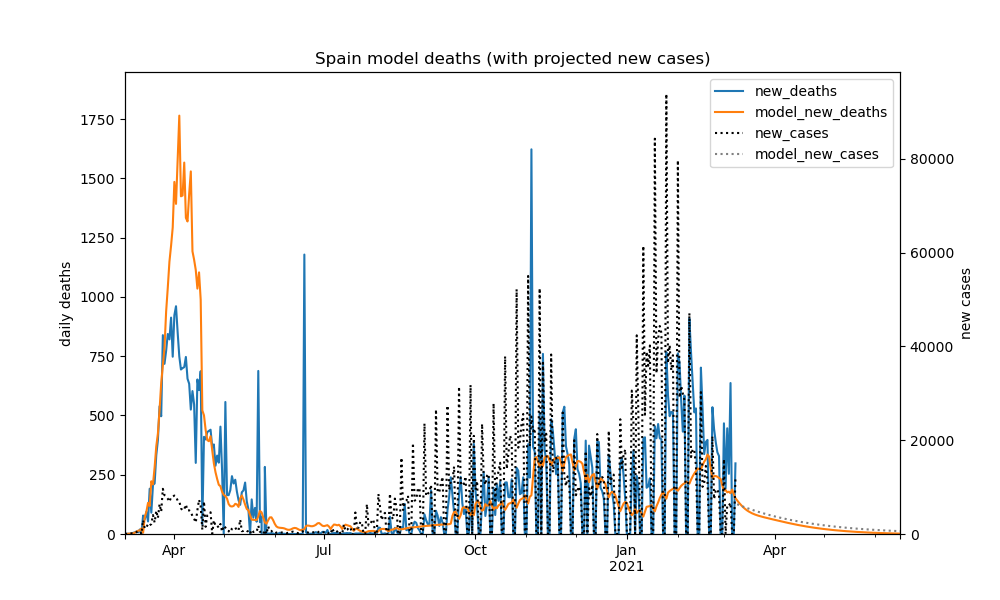 Spain model deaths (with projected new cases)
new_deaths
model_new_deaths
new_cases
model_new_cases
daily deaths
1750
1500
1250
1000
750
500
250
0
new cases
80000
60000
40000
20000
0
Apr
Jul
Oct
Jan
2021
Apr